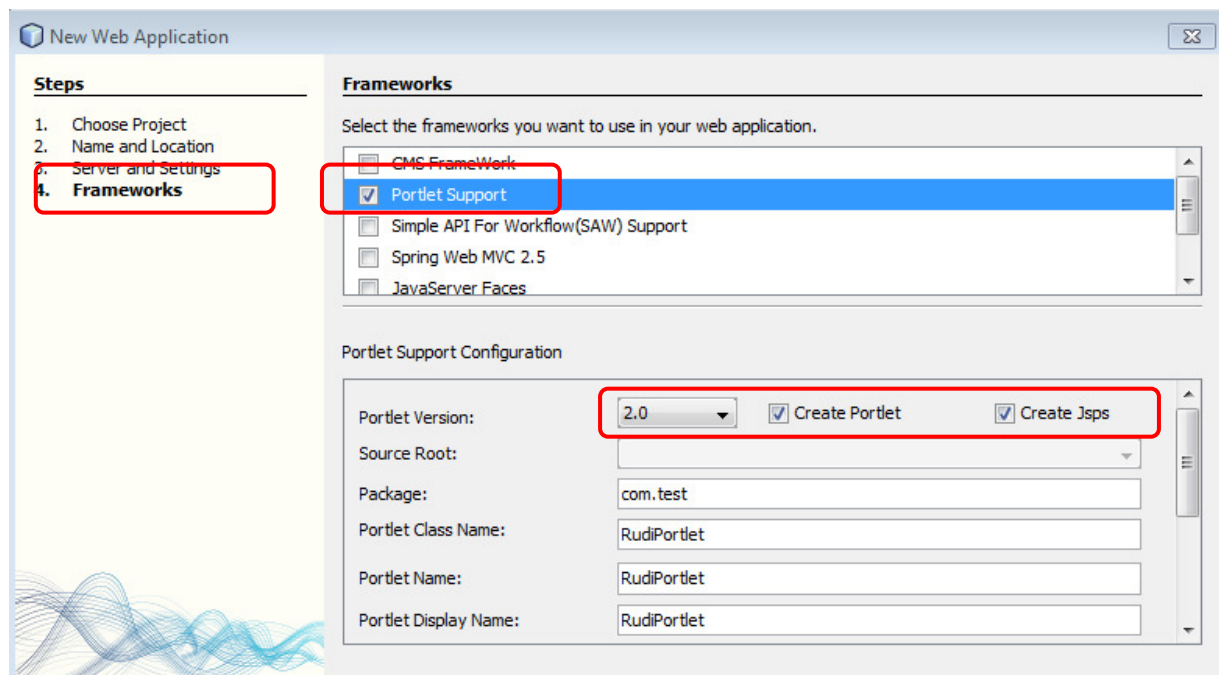 New Web Application
Steps
1. Choose Project
2. Name and Location
3. Server and Settings
4. Frameworks
Frameworks
Select the frameworks you want to use in your web application.
CMS FrameWork
Portlet Support
Simple API For Workflow(SAW) Support
Spring Web MVC 2.5
JavaServer Faces
Portlet Support Configuration
Portlet Version: 2.0 Create Portlet Create Jsps
Source Root:
Package: com.test
Portlet Class Name: RudiPortlet
Portlet Name: RudiPortlet
Portlet Display Name: RudiPortlet